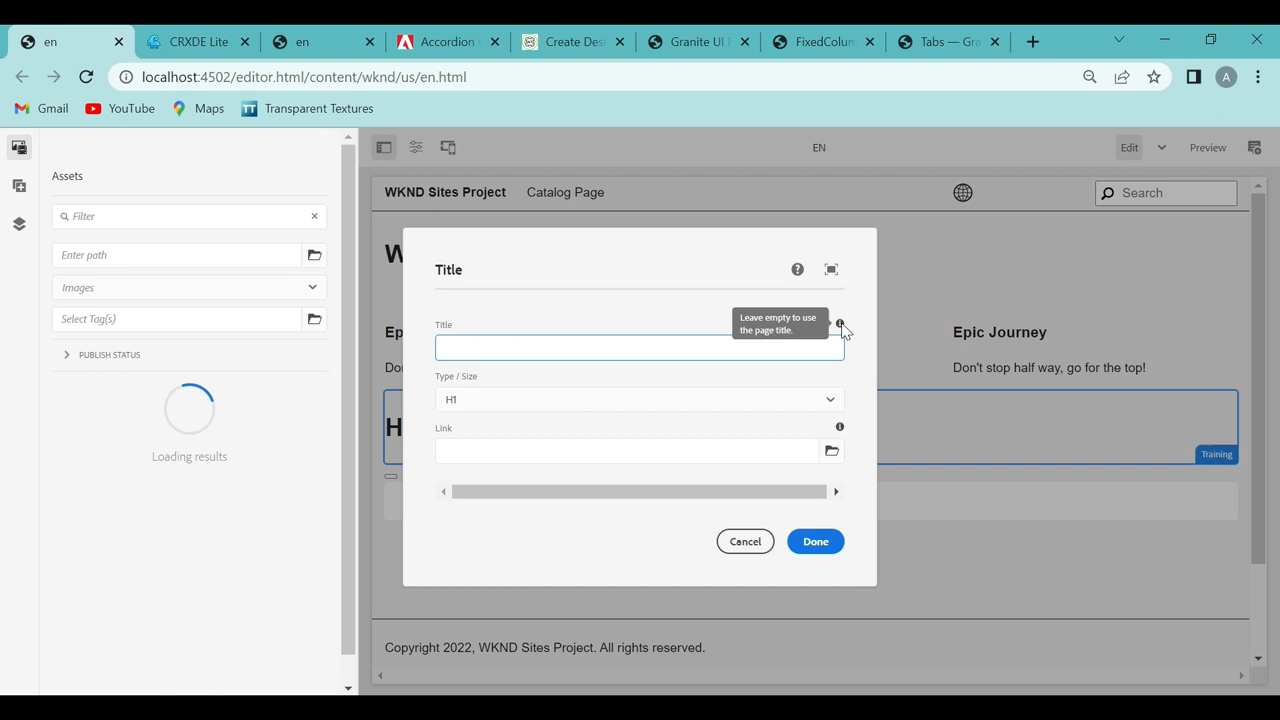 en
CRXDE Lite
en
Accordion C
Create Des
Granite UI F
FixedColum
Tabs — Gra
localhost:4502/editor.html/content/wknd/us/en.html
A
Gmail
YouTube
Maps
TT
Transparent Textures
Assets
Filter
Enter path
Images
Select Tag(s)
PUBLISH STATUS
Loading results
EN
Edit
Preview
WKND Sites Project
Catalog Page
Search
W
Title
Leave empty to use
the page title.
Title
Type / Size
H1
Link
Cancel
Done
Ep
Do
H
Epic Journey
Don't stop half way, go for the top!
Training
Copyright 2022, WKND Sites Project. All rights reserved.